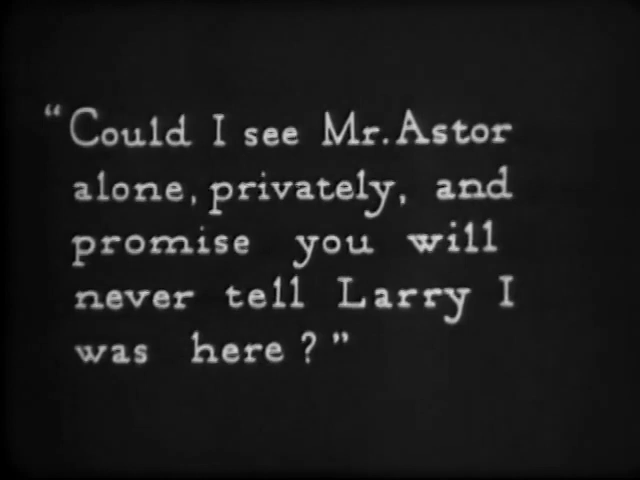 “Could I see Mr. Astor
alone, privately, and
promise you will
never tell Larry I
was here?”